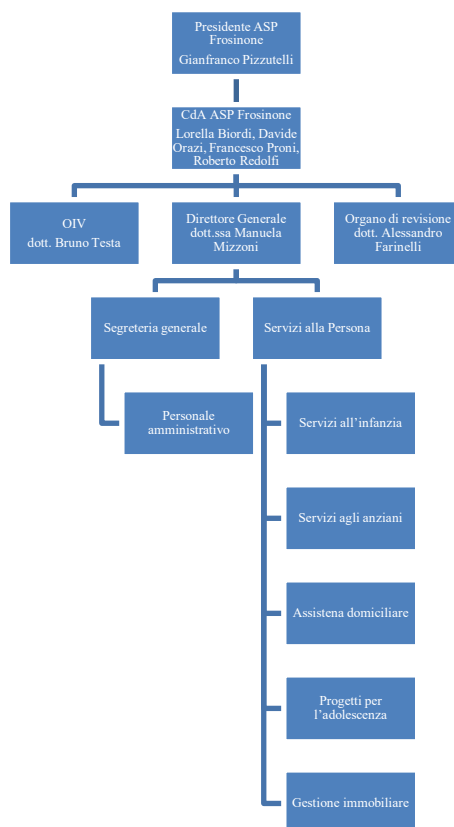 Presidente ASP
Frosinone
Gianfranco Pizzutelli
CdA ASP Frosinone
Lorella Biordi, Davide
Orazi, Francesco Proni,
Roberto Redolfi
OIV
dott. Bruno Testa
Direttore Generale
dott.ssa Manuela
Mizzoni
Organo di revisione
dott. Alessandro
Farinelli
Segreteria generale
Servizi alla Persona
Personale
amministrativo
Servizi all’infanzia
Servizi agli anziani
Assistena domiciliare
Progetti per
l’adolescenza
Gestione immobiliare